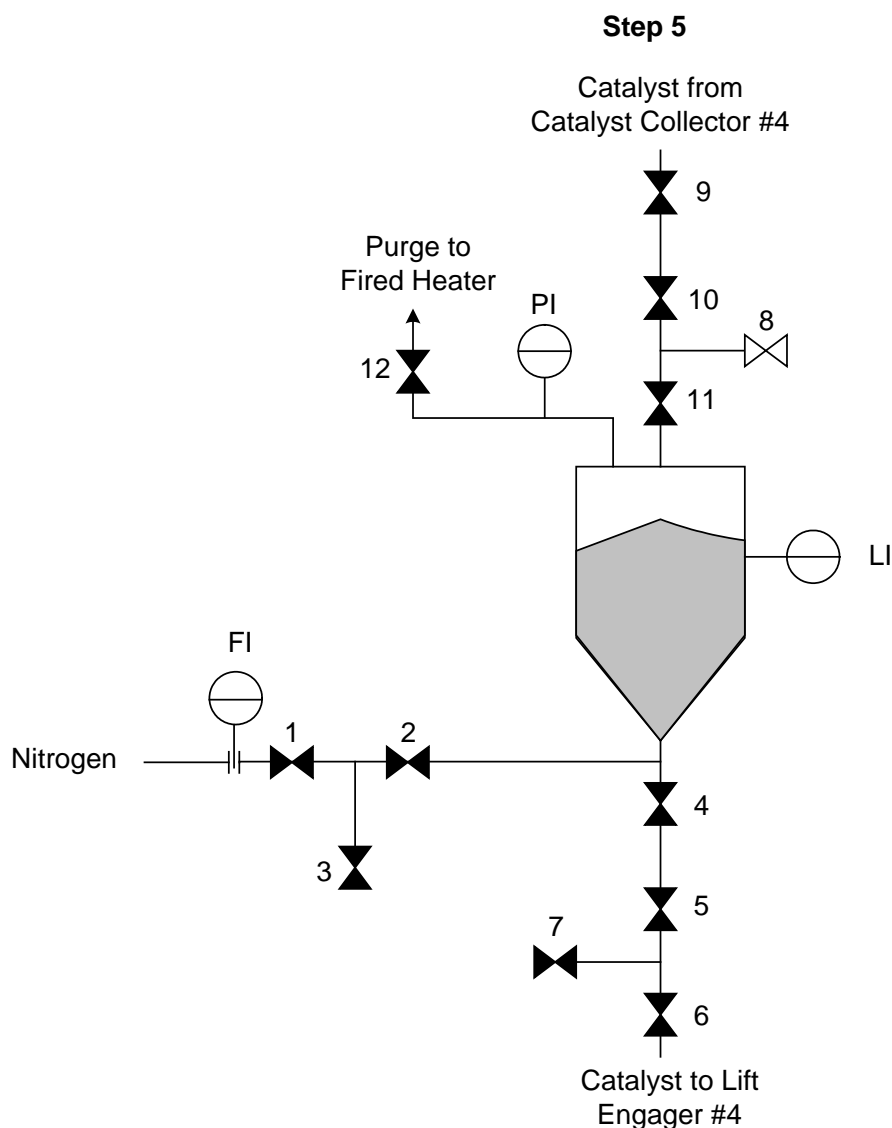 Step 5
Catalyst from
Catalyst Collector #4
9
Purge to
Fired Heater
PI
10
8
12
11
LI
FI
1
2
Nitrogen
4
3
5
7
6
Catalyst to Lift
Engager #4